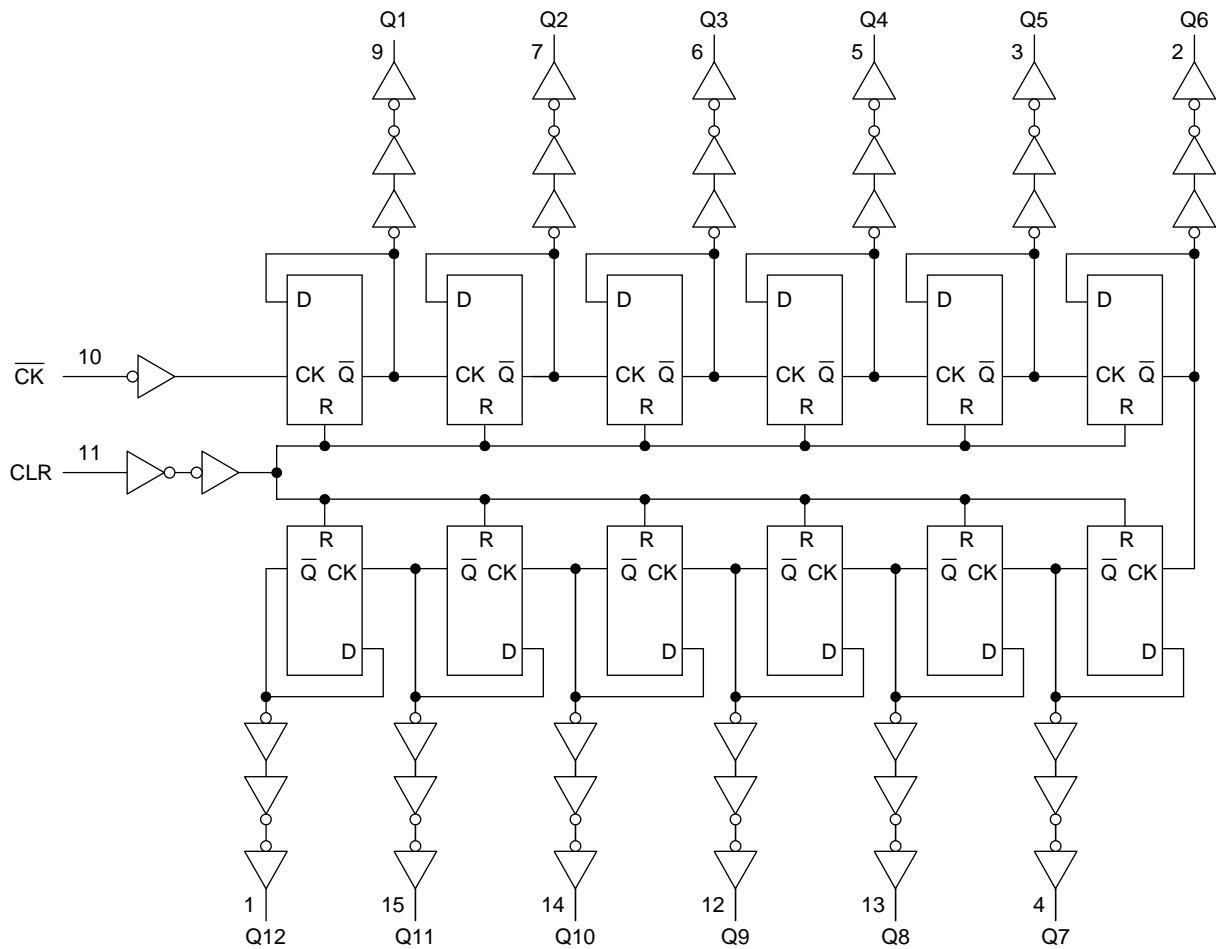 Q1 Q2 Q3 Q4 Q5 Q6
9 7 6 5 3 2
D D D D D D
C̅K̅ 10 CK Q̅ CK Q̅ CK Q̅ CK Q̅ CK Q̅ CK Q̅
R R R R R R
CLR 11
R R R R R R
Q̅ CK Q̅ CK Q̅ CK Q̅ CK Q̅ CK Q̅ CK
D D D D D D
1 15 14 12 13 4
Q12 Q11 Q10 Q9 Q8 Q7